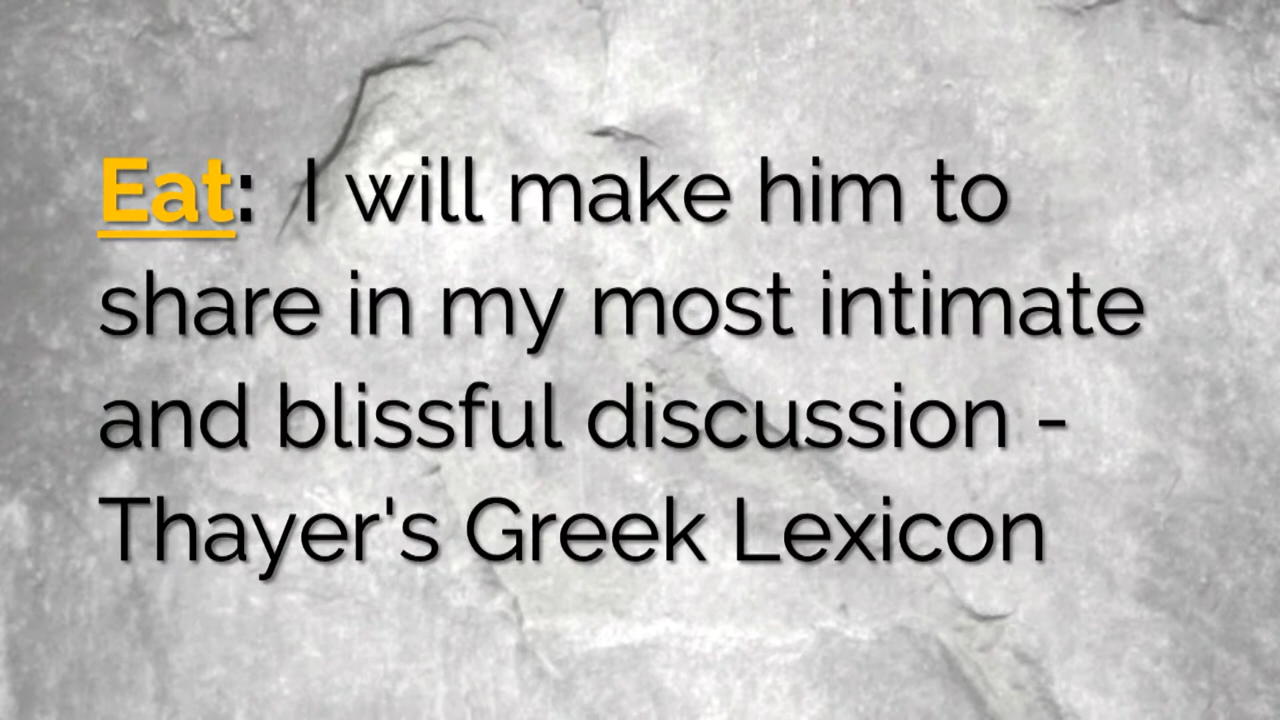 Eat: I will make him to
share in my most intimate
and blissful discussion -
Thayer's Greek Lexicon